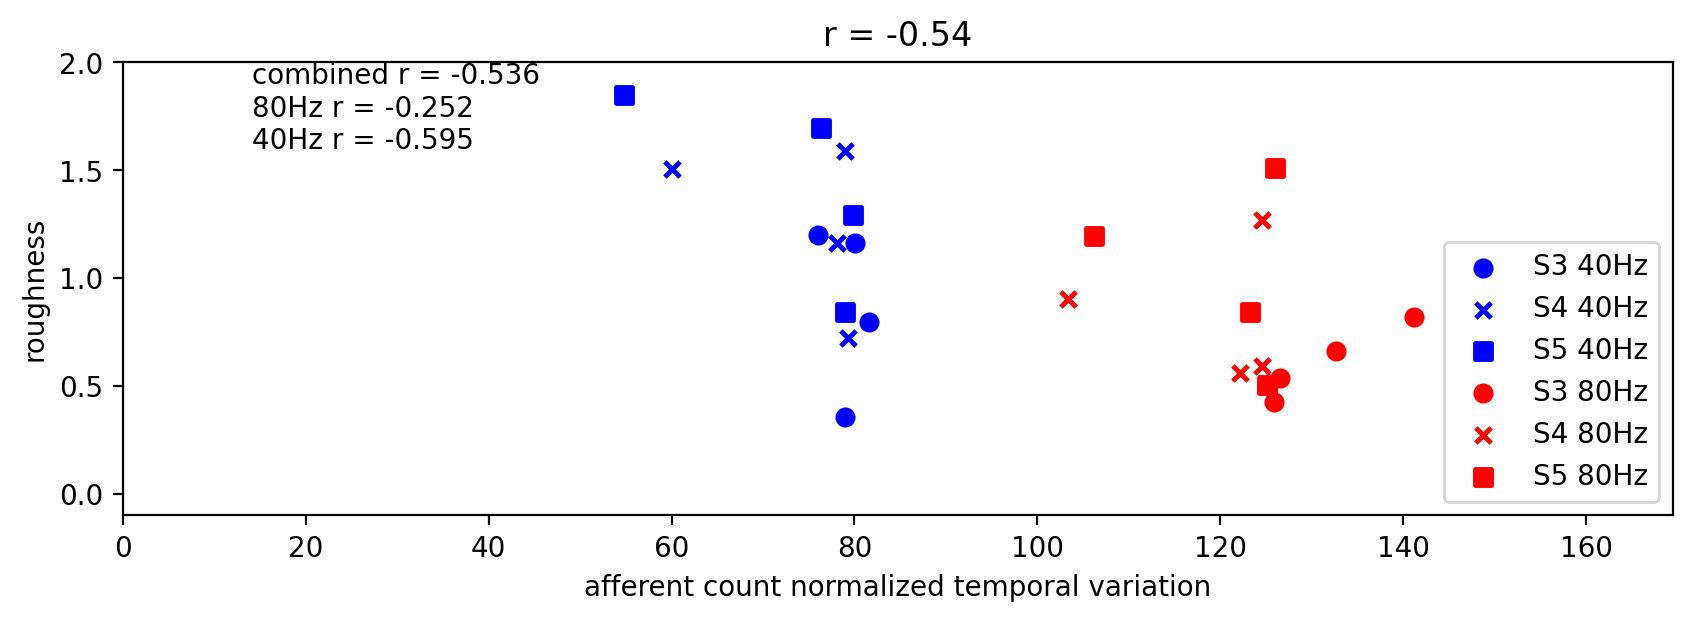 r = -0.54
combined r = -0.536
80Hz r = -0.252
40Hz r = -0.595
2.0
1.5
1.0
0.5
0.0
roughness
S3 40Hz
S4 40Hz
S5 40Hz
S3 80Hz
S4 80Hz
S5 80Hz
0 20 40 60 80 100 120 140 160
afferent count normalized temporal variation